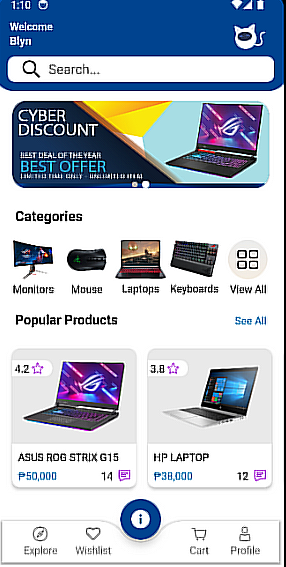 1:10
Welcome
Blyn
Search...
CYBER
DISCOUNT
BEST DEAL OF THE YEAR
BEST OFFER
LIMITED TIME ONLY - UNLIMITED
Categories
Monitors
Mouse
Laptops
Keyboards
View All
Popular Products
See All
4.2
3.8
ASUS ROG STRIX G15
HP LAPTOP
₱50,000
14
₱38,000
12
Explore
Wishlist
Cart
Profile